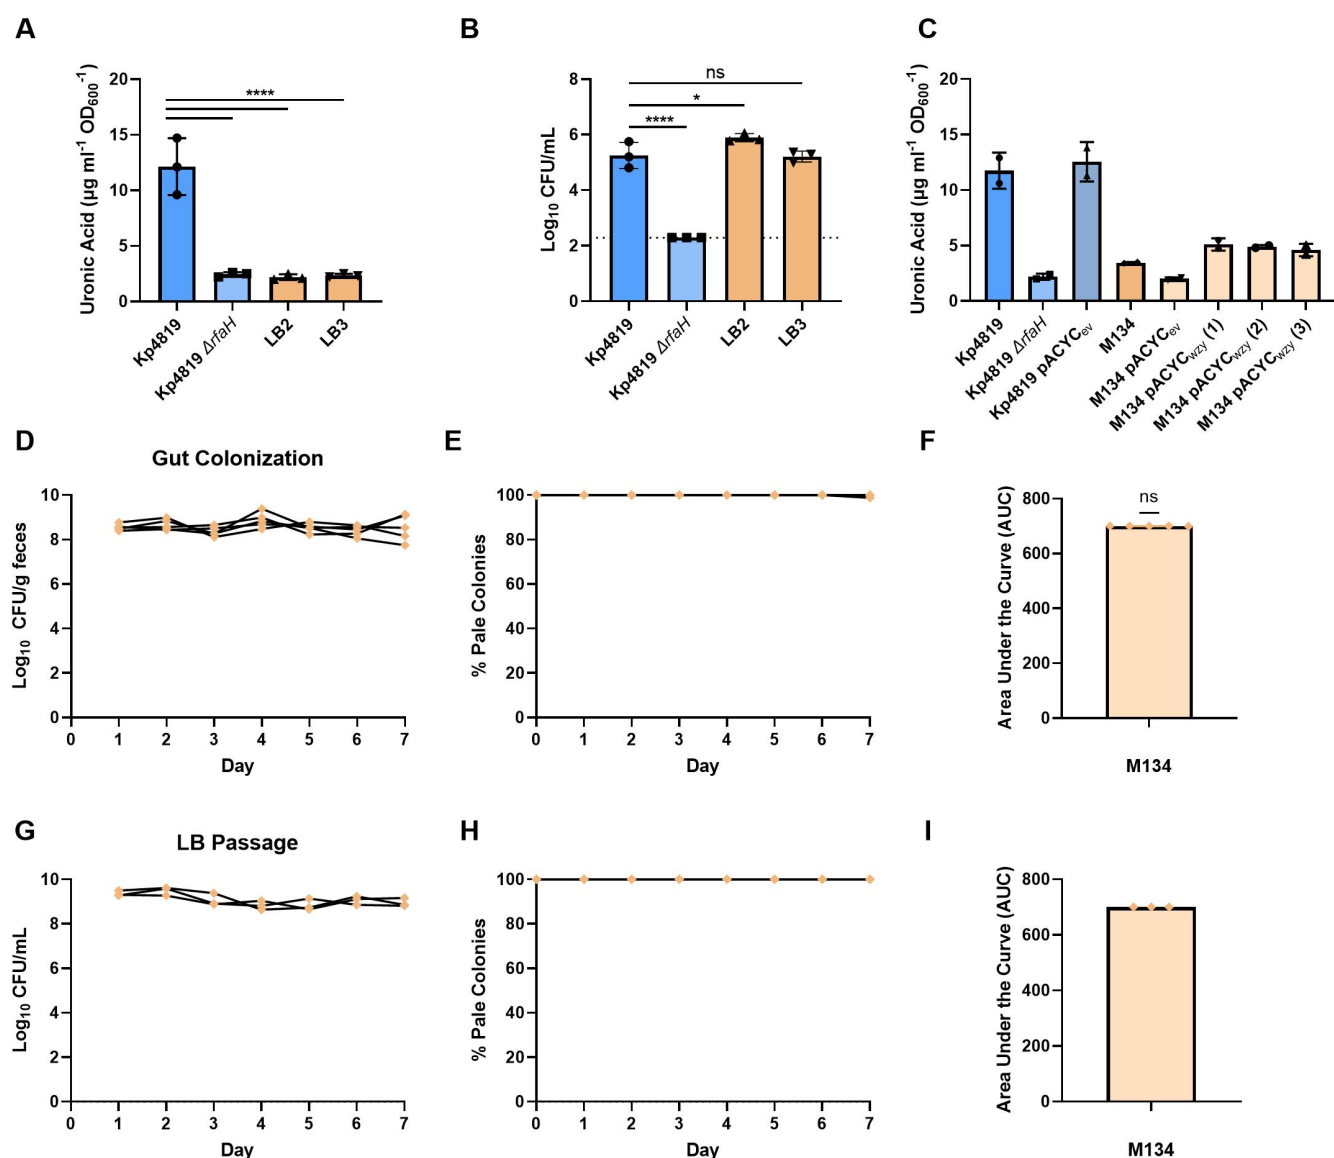 A
Uronic Acid (µg ml⁻¹ OD₆₀₀⁻¹)
20
15
10
5
0
****
Kp4819
Kp4819 ΔrfaH
LB2
LB3
B
Log₁₀ CFU/mL
8
6
4
2
0
ns
*
****
Kp4819
Kp4819 ΔrfaH
LB2
LB3
C
Uronic Acid (µg ml⁻¹ OD₆₀₀⁻¹)
20
15
10
5
0
Kp4819
Kp4819 ΔrfaH
Kp4819 pACYCev
M134
M134 pACYCev
M134 pACYCwzy (1)
M134 pACYCwzy (2)
M134 pACYCwzy (3)
D
Gut Colonization
Log₁₀ CFU/g feces
10
8
6
4
2
0
0 1 2 3 4 5 6 7
Day
E
% Pale Colonies
100
80
60
40
20
0
0 1 2 3 4 5 6 7
Day
F
Area Under the Curve (AUC)
800
600
400
200
0
ns
M134
G
LB Passage
Log₁₀ CFU/mL
10
8
6
4
2
0
0 1 2 3 4 5 6 7
Day
H
% Pale Colonies
100
80
60
40
20
0
0 1 2 3 4 5 6 7
Day
I
Area Under the Curve (AUC)
800
600
400
200
0
M134